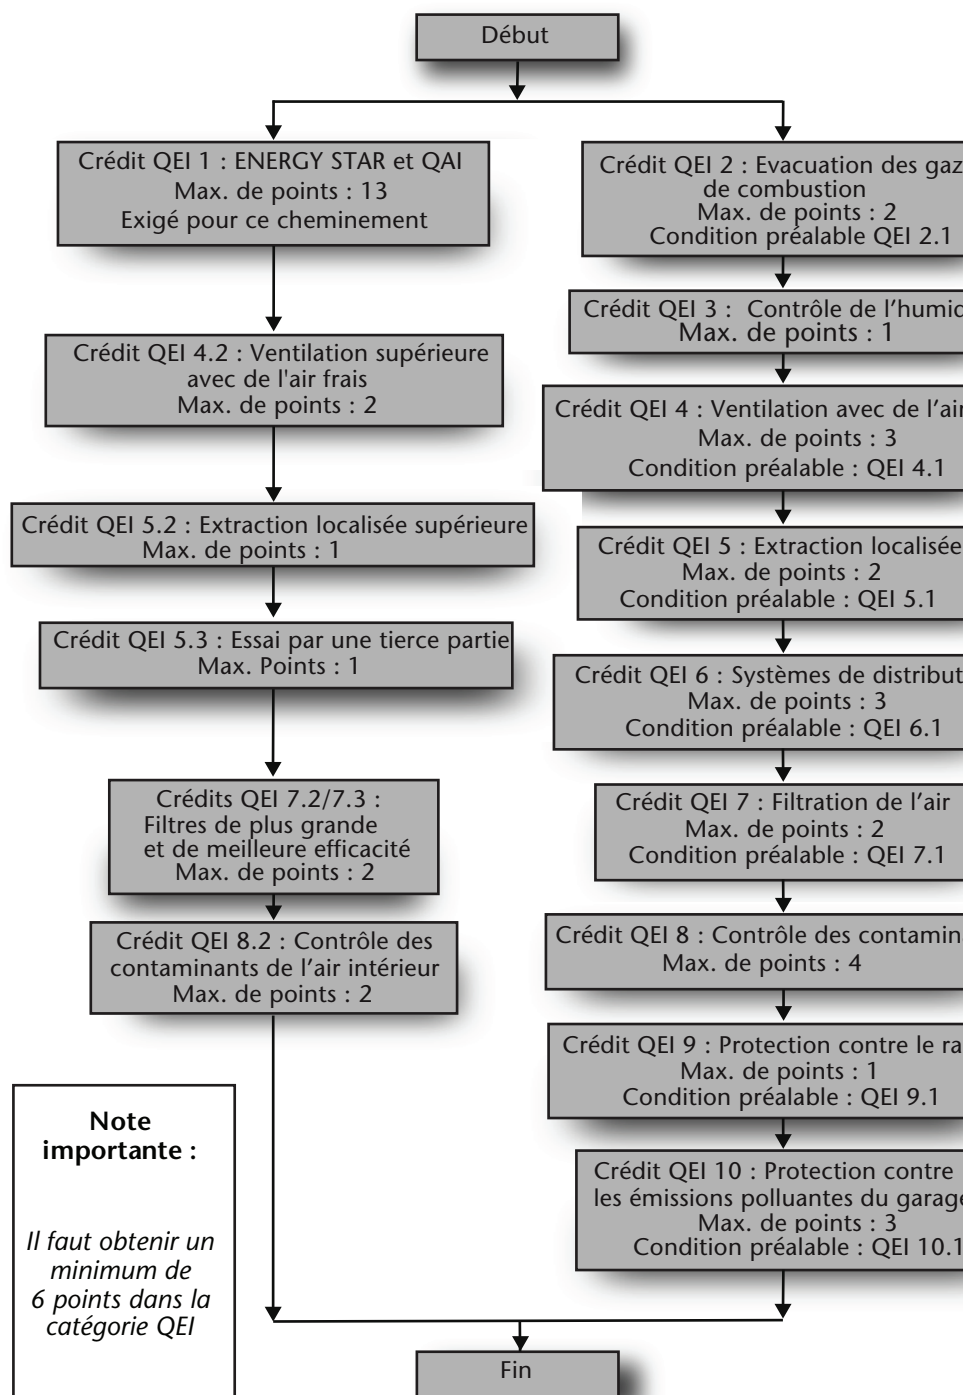 Début
Crédit QEI 1 : ENERGY STAR et QAI
Max. de points : 13
Exigé pour ce cheminement
Crédit QEI 4.2 : Ventilation supérieure
avec de l'air frais
Max. de points : 2
Crédit QEI 5.2 : Extraction localisée supérieure
Max. de points : 1
Crédit QEI 5.3 : Essai par une tierce partie
Max. Points : 1
Crédits QEI 7.2/7.3 :
Filtres de plus grande
et de meilleure efficacité
Max. de points : 2
Crédit QEI 8.2 : Contrôle des
contaminants de l’air intérieur
Max. de points : 2
Note
importante :
Il faut obtenir un
minimum de
6 points dans la
catégorie QEI
Crédit QEI 2 : Evacuation des gaz
de combustion
Max. de points : 2
Condition préalable QEI 2.1
Crédit QEI 3 : Contrôle de l’humid
Max. de points : 1
Crédit QEI 4 : Ventilation avec de l’air
Max. de points : 3
Condition préalable : QEI 4.1
Crédit QEI 5 : Extraction localisée
Max. de points : 2
Condition préalable : QEI 5.1
Crédit QEI 6 : Systèmes de distribut
Max. de points : 3
Condition préalable : QEI 6.1
Crédit QEI 7 : Filtration de l’air
Max. de points : 2
Condition préalable : QEI 7.1
Crédit QEI 8 : Contrôle des contamin
Max. de points : 4
Crédit QEI 9 : Protection contre le ra
Max. de points : 1
Condition préalable : QEI 9.1
Crédit QEI 10 : Protection contre
les émissions polluantes du garage
Max. de points : 3
Condition préalable : QEI 10.1
Fin